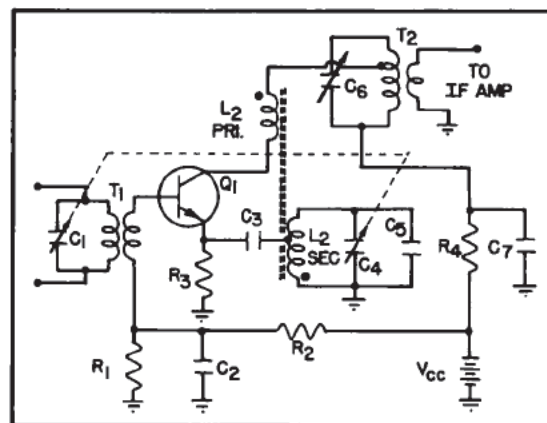 T2
TO
IF AMP
C6
L2
PRI.
Q1
T1
C1
C3
L2
SEC
C4
C5
R4
C7
R3
R2
R1
C2
VCC